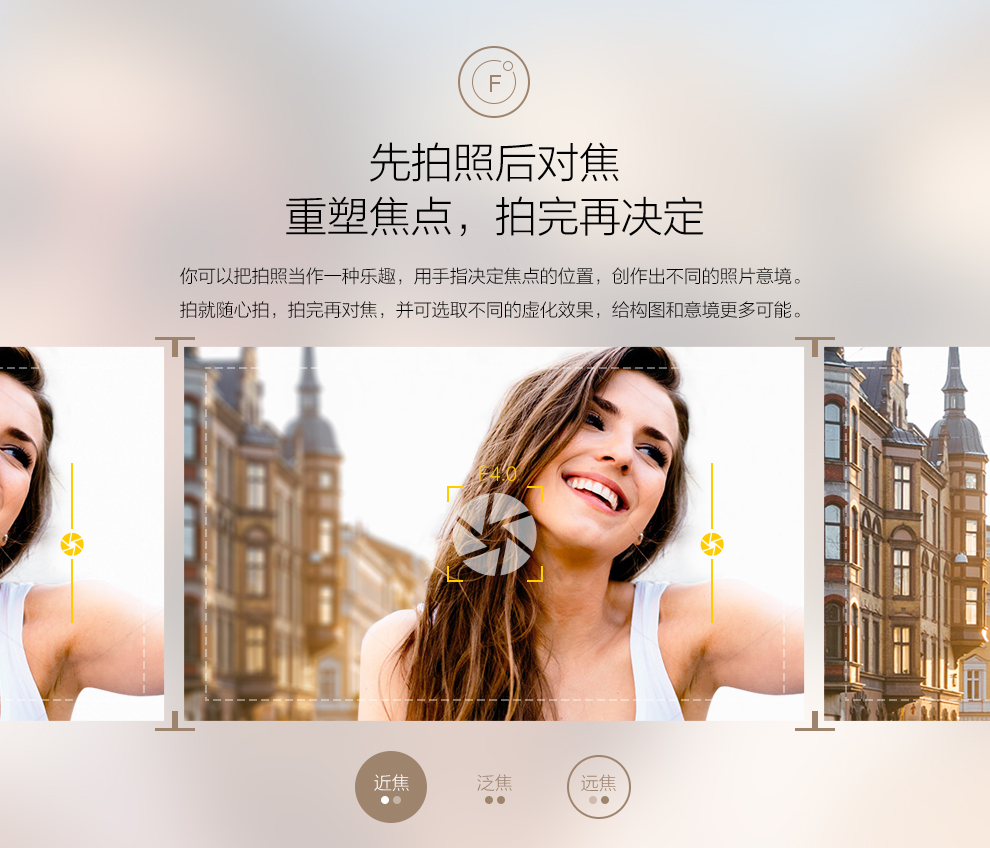 F
先拍照后对焦
重塑焦点，拍完再决定
你可以把拍照当作一种乐趣，用手指决定焦点的位置，创作出不同的照片意境。
拍就随心拍，拍完再对焦，并可选取不同的虚化效果，给构图和意境更多可能。
F4.0
近焦
泛焦
远焦